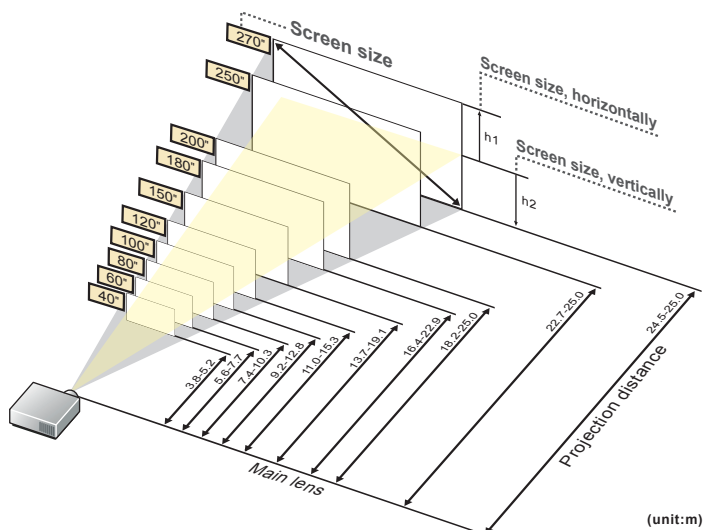 270"
Screen size
250"
Screen size, horizontally
h1
200"
Screen size, vertically
180"
h2
150"
120"
100"
80"
60"
40"
3.8-5.2
5.6-7.7
7.4-10.3
9.2-12.8
11.0-15.3
13.7-19.1
16.4-22.9
18.2-25.0
22.7-25.0
24.5-25.0
Projection distance
Main lens
(unit:m)